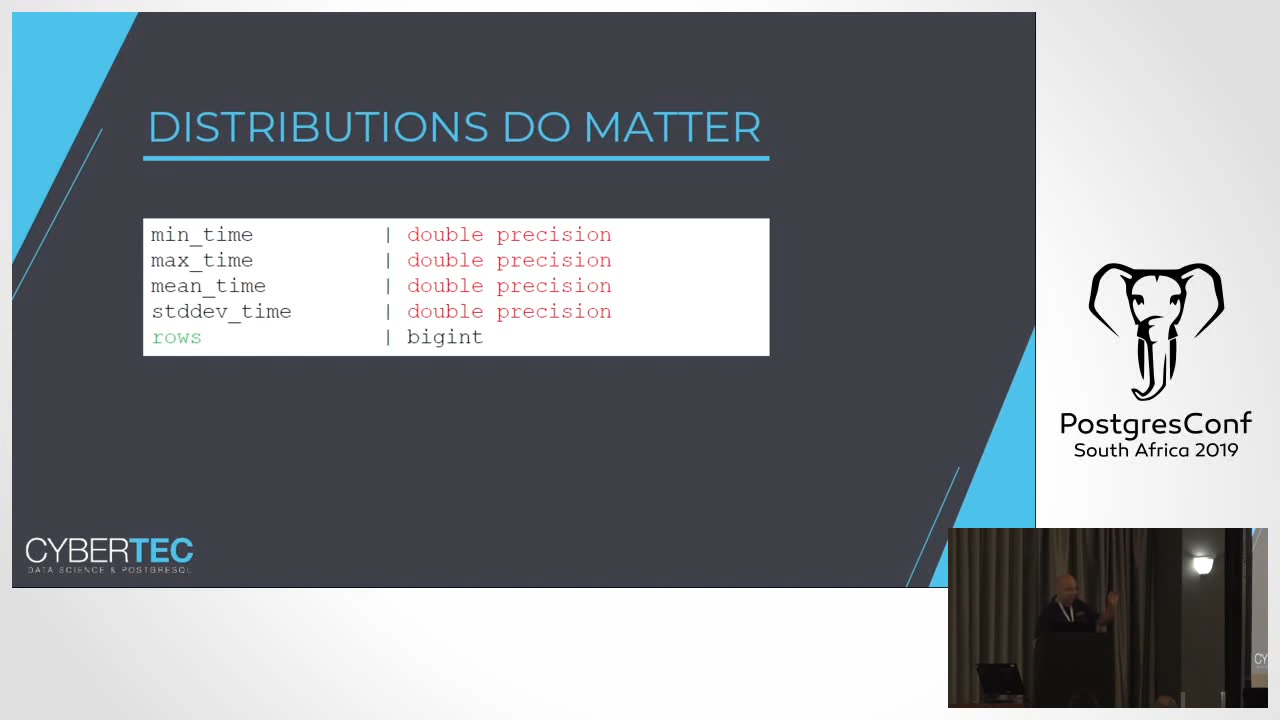 DISTRIBUTIONS DO MATTER
min_time | double precision
max_time | double precision
mean_time | double precision
stddev_time | double precision
rows | bigint
CYBERTEC
DATA SCIENCE & POSTGRESQL
PostgresConf
South Africa 2019
CY